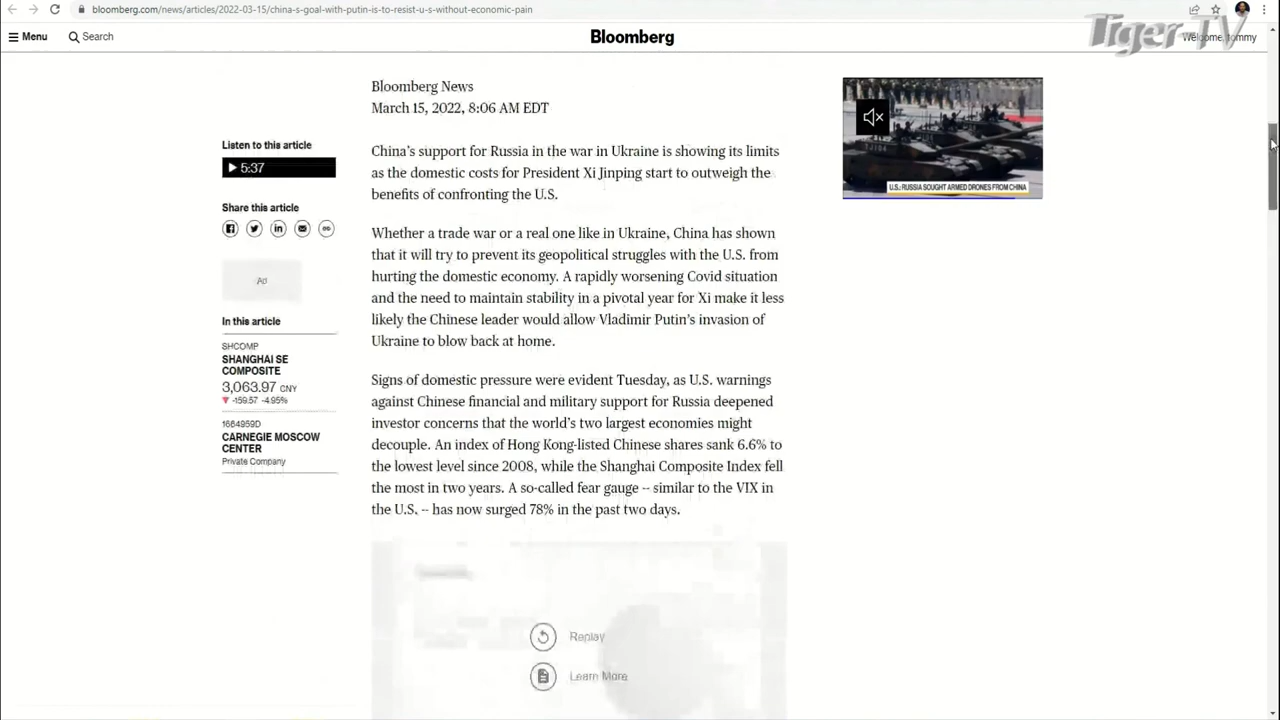 bloomberg.com/news/articles/2022-03-15/china-s-goal-with-putin-is-to-resist-u-s-without-economic-pain
Menu
Search
Bloomberg
Tiger-TV
Welcome, tommy
Bloomberg News
March 15, 2022, 8:06 AM EDT
Listen to this article
5:37
Share this article
Ad
In this article
SHCOMP
SHANGHAI SE
COMPOSITE
3,063.97 CNY
-159.57 -4.95%
1664959D
CARNEGIE MOSCOW
CENTER
Private Company
China's support for Russia in the war in Ukraine is showing its limits
as the domestic costs for President Xi Jinping start to outweigh the
benefits of confronting the U.S.
Whether a trade war or a real one like in Ukraine, China has shown
that it will try to prevent its geopolitical struggles with the U.S. from
hurting the domestic economy. A rapidly worsening Covid situation
and the need to maintain stability in a pivotal year for Xi make it less
likely the Chinese leader would allow Vladimir Putin's invasion of
Ukraine to blow back at home.
Signs of domestic pressure were evident Tuesday, as U.S. warnings
against Chinese financial and military support for Russia deepened
investor concerns that the world's two largest economies might
decouple. An index of Hong Kong-listed Chinese shares sank 6.6% to
the lowest level since 2008, while the Shanghai Composite Index fell
the most in two years. A so-called fear gauge -- similar to the VIX in
the U.S. -- has now surged 78% in the past two days.
U.S.: RUSSIA SOUGHT ARMED DRONES FROM CHINA
Replay
Learn More